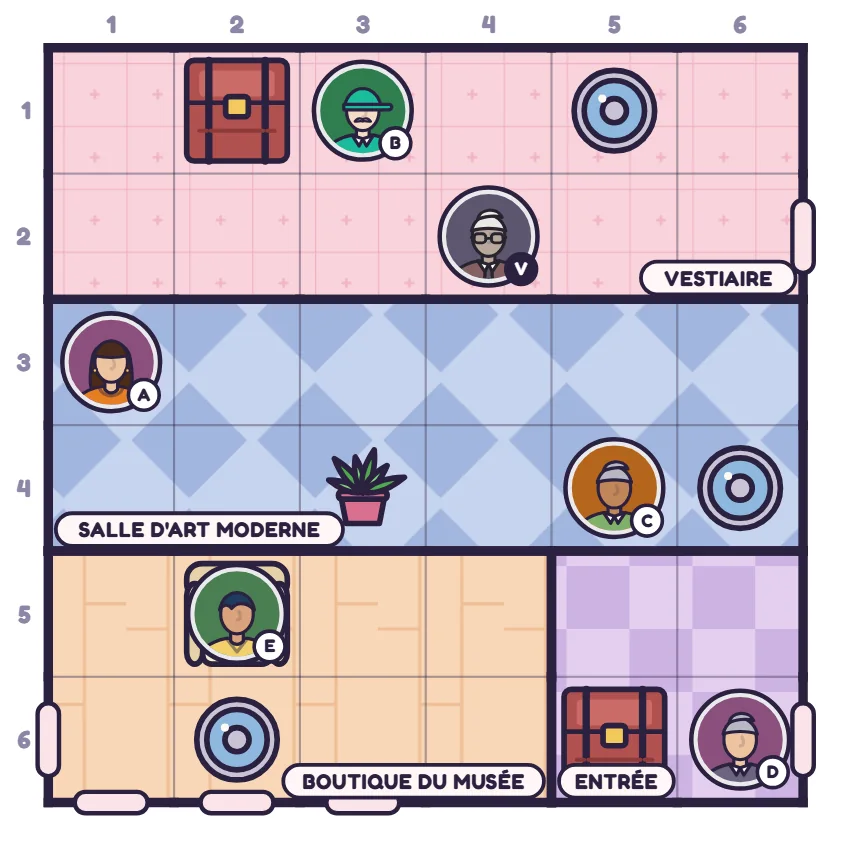 1 2 3 4 5 6
1
B
2
V
VESTIAIRE
3
A
4
C
SALLE D'ART MODERNE
5
E
6
D
BOUTIQUE DU MUSÉE
ENTRÉE